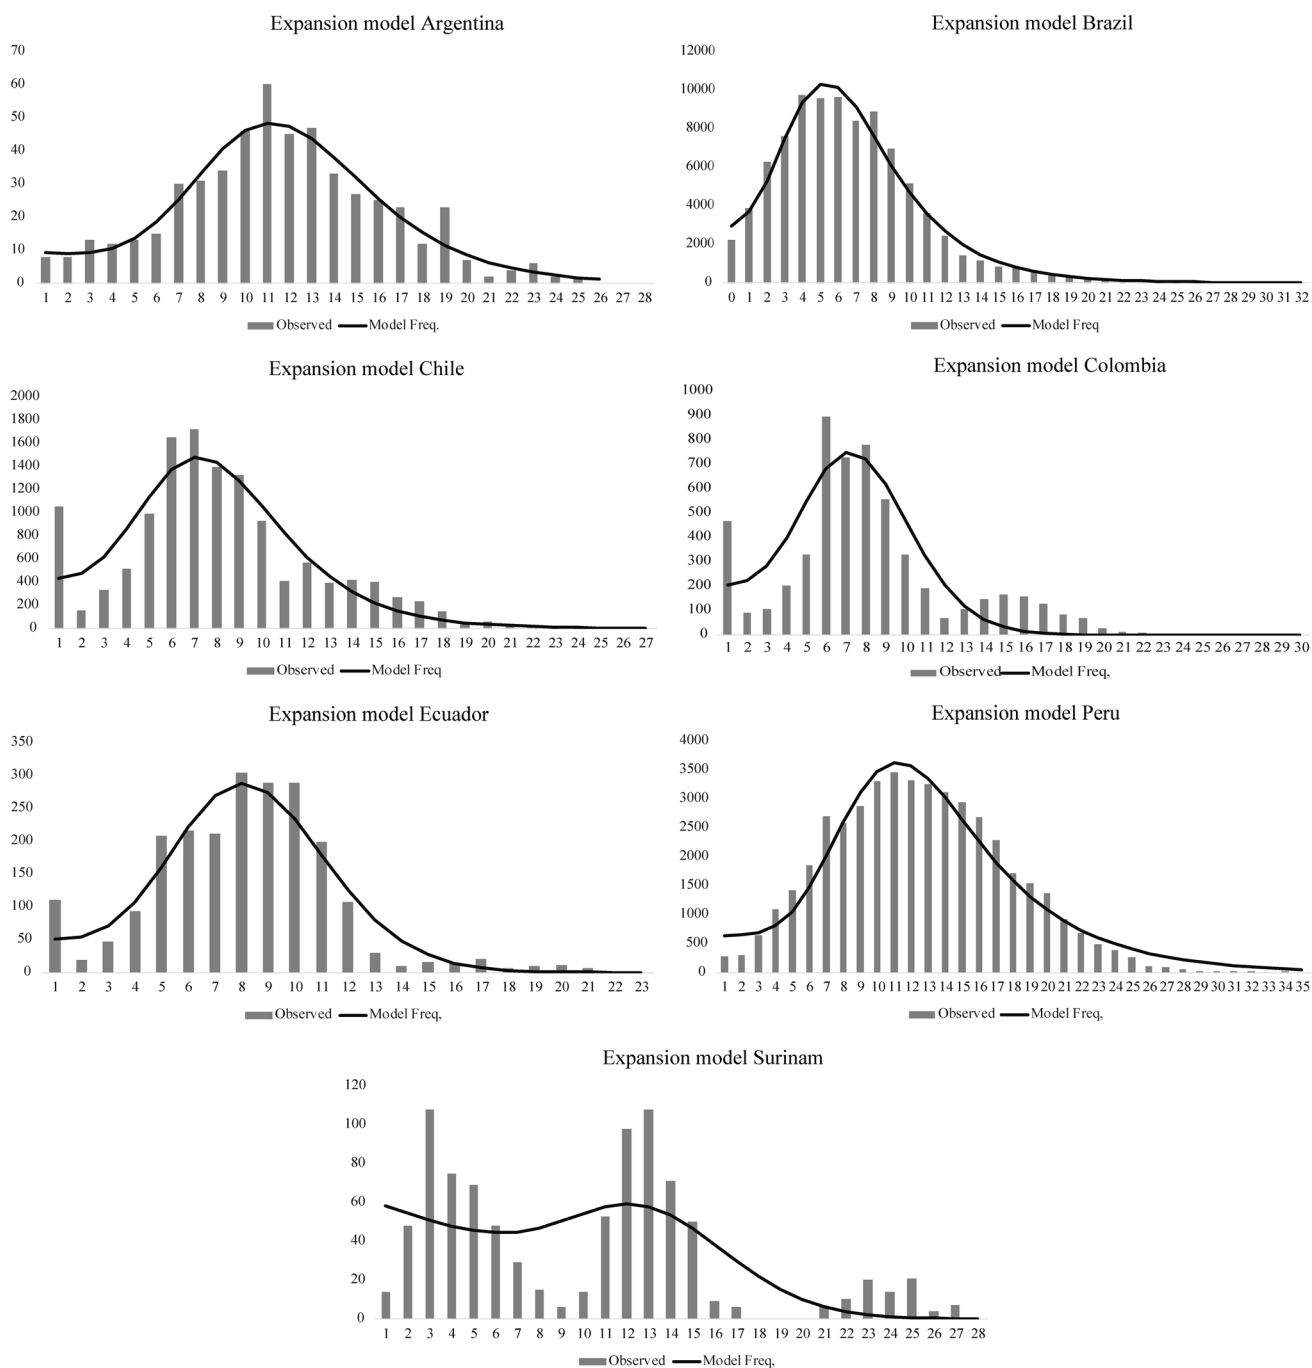 Expansion model Argentina
70
60
50
40
30
20
10
0
1 2 3 4 5 6 7 8 9 10 11 12 13 14 15 16 17 18 19 20 21 22 23 24 25 26 27 28
Observed Model Freq.
Expansion model Brazil
12000
10000
8000
6000
4000
2000
0
0 1 2 3 4 5 6 7 8 9 10 11 12 13 14 15 16 17 18 19 20 21 22 23 24 25 26 27 28 29 30 31 32
Observed Model Freq
Expansion model Chile
2000
1800
1600
1400
1200
1000
800
600
400
200
0
1 2 3 4 5 6 7 8 9 10 11 12 13 14 15 16 17 18 19 20 21 22 23 24 25 26 27
Observed Model Freq
Expansion model Colombia
1000
900
800
700
600
500
400
300
200
100
0
1 2 3 4 5 6 7 8 9 10 11 12 13 14 15 16 17 18 19 20 21 22 23 24 25 26 27 28 29 30
Observed Model Freq,
Expansion model Ecuador
350
300
250
200
150
100
50
0
1 2 3 4 5 6 7 8 9 10 11 12 13 14 15 16 17 18 19 20 21 22 23
Observed Model Freq,
Expansion model Peru
4000
3500
3000
2500
2000
1500
1000
500
0
1 2 3 4 5 6 7 8 9 10 11 12 13 14 15 16 17 18 19 20 21 22 23 24 25 26 27 28 29 30 31 32 33 34 35
Observed Model Freq,
Expansion model Surinam
120
100
80
60
40
20
0
1 2 3 4 5 6 7 8 9 10 11 12 13 14 15 16 17 18 19 20 21 22 23 24 25 26 27 28
Observed Model Freq,